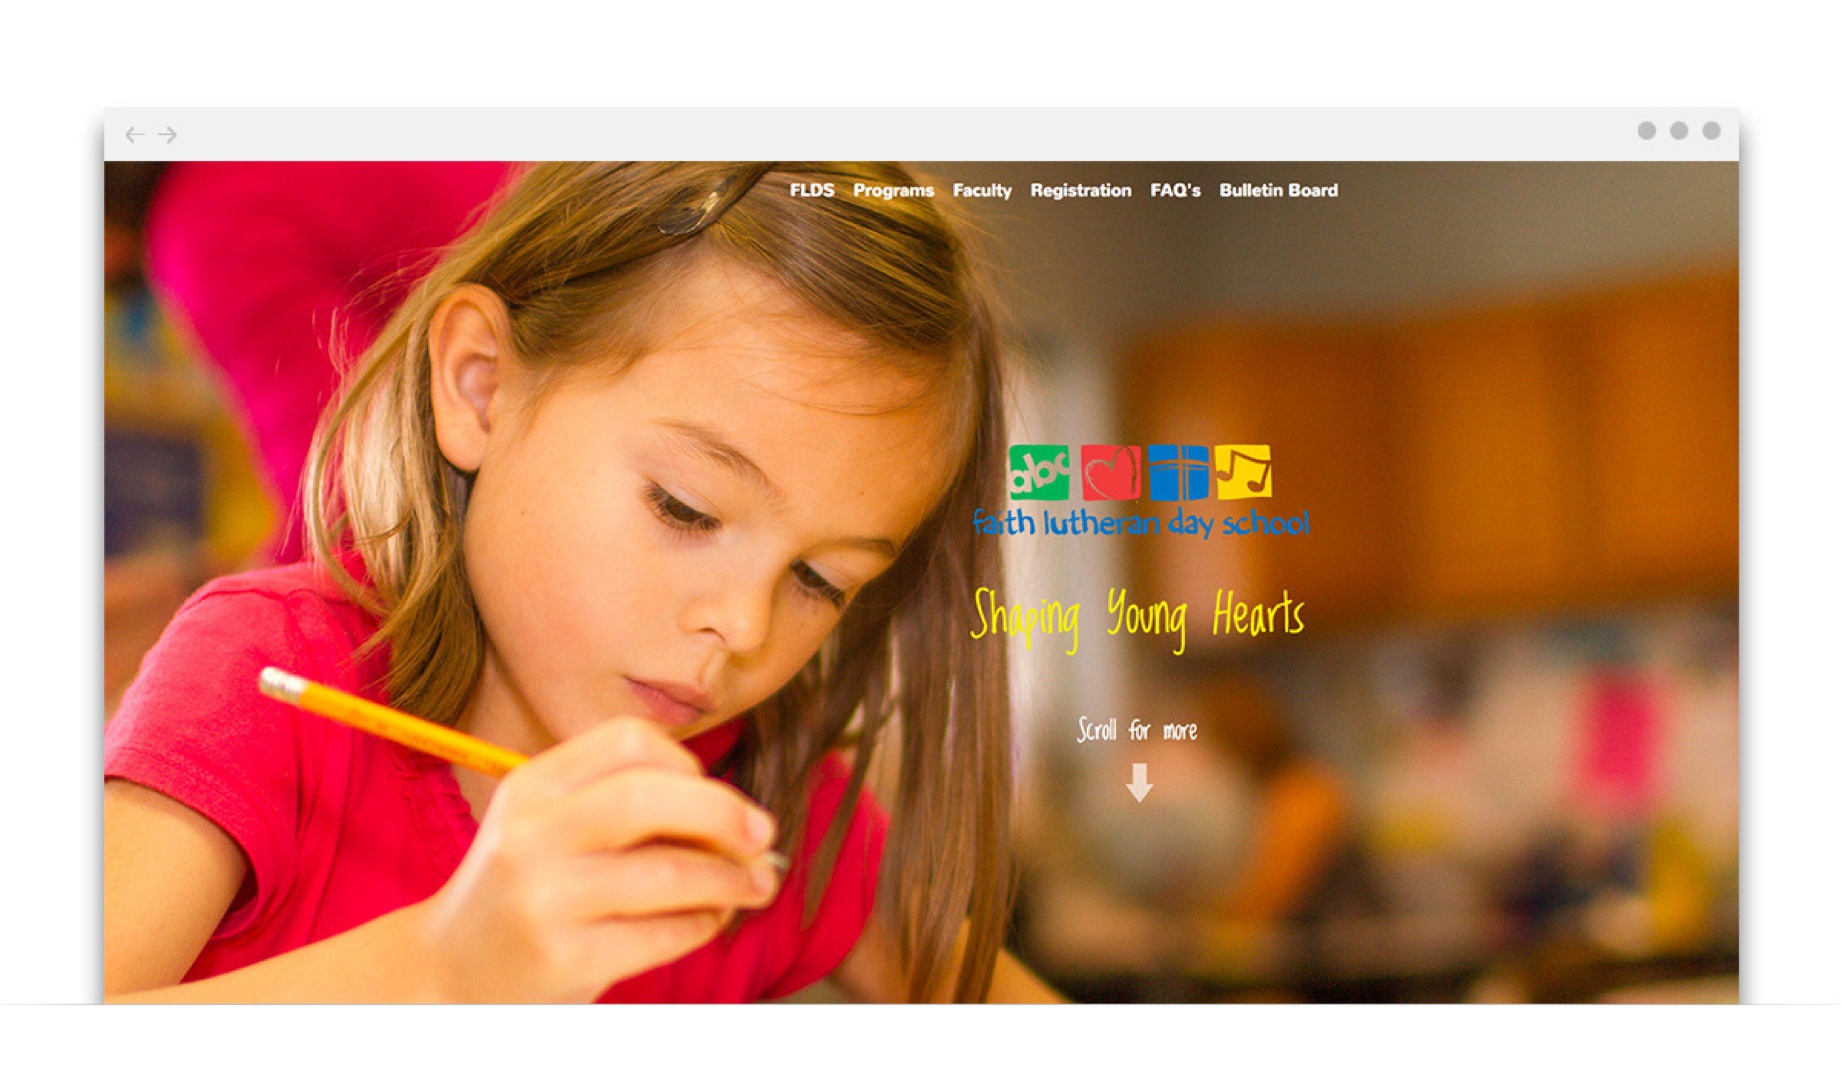 FLDS Programs Faculty Registration FAQ's Bulletin Board
abc
faith lutheran day school
Shaping Young Hearts
Scroll for more